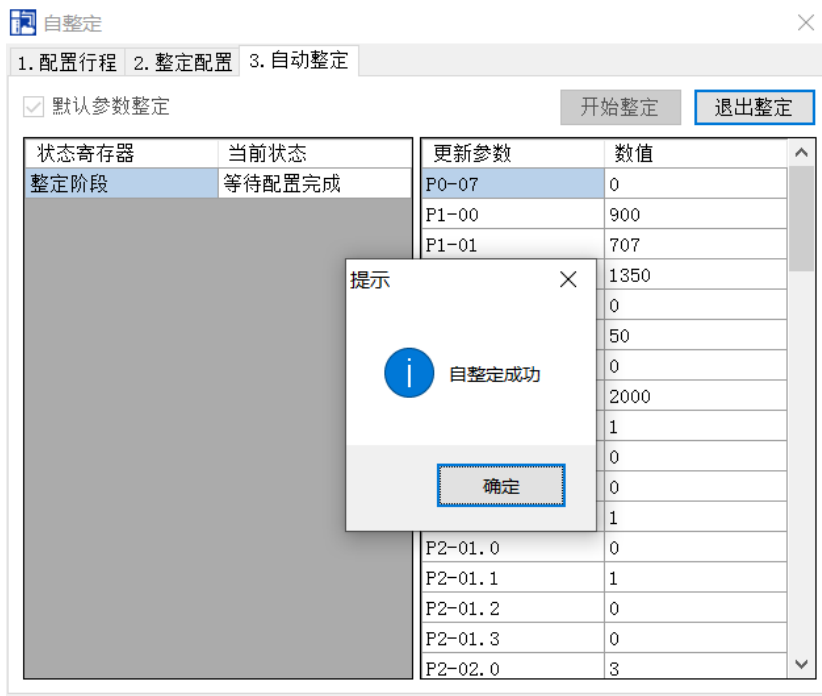 自整定
1.配置行程 2.整定配置 3.自动整定
默认参数整定 开始整定 退出整定
状态寄存器 当前状态
整定阶段 等待配置完成
更新参数 数值
P0-07 0
P1-00 900
P1-01 707
1350
0
50
0
2000
1
0
0
1
P2-01.0 0
P2-01.1 1
P2-01.2 0
P2-01.3 0
P2-02.0 3
提示
自整定成功
确定